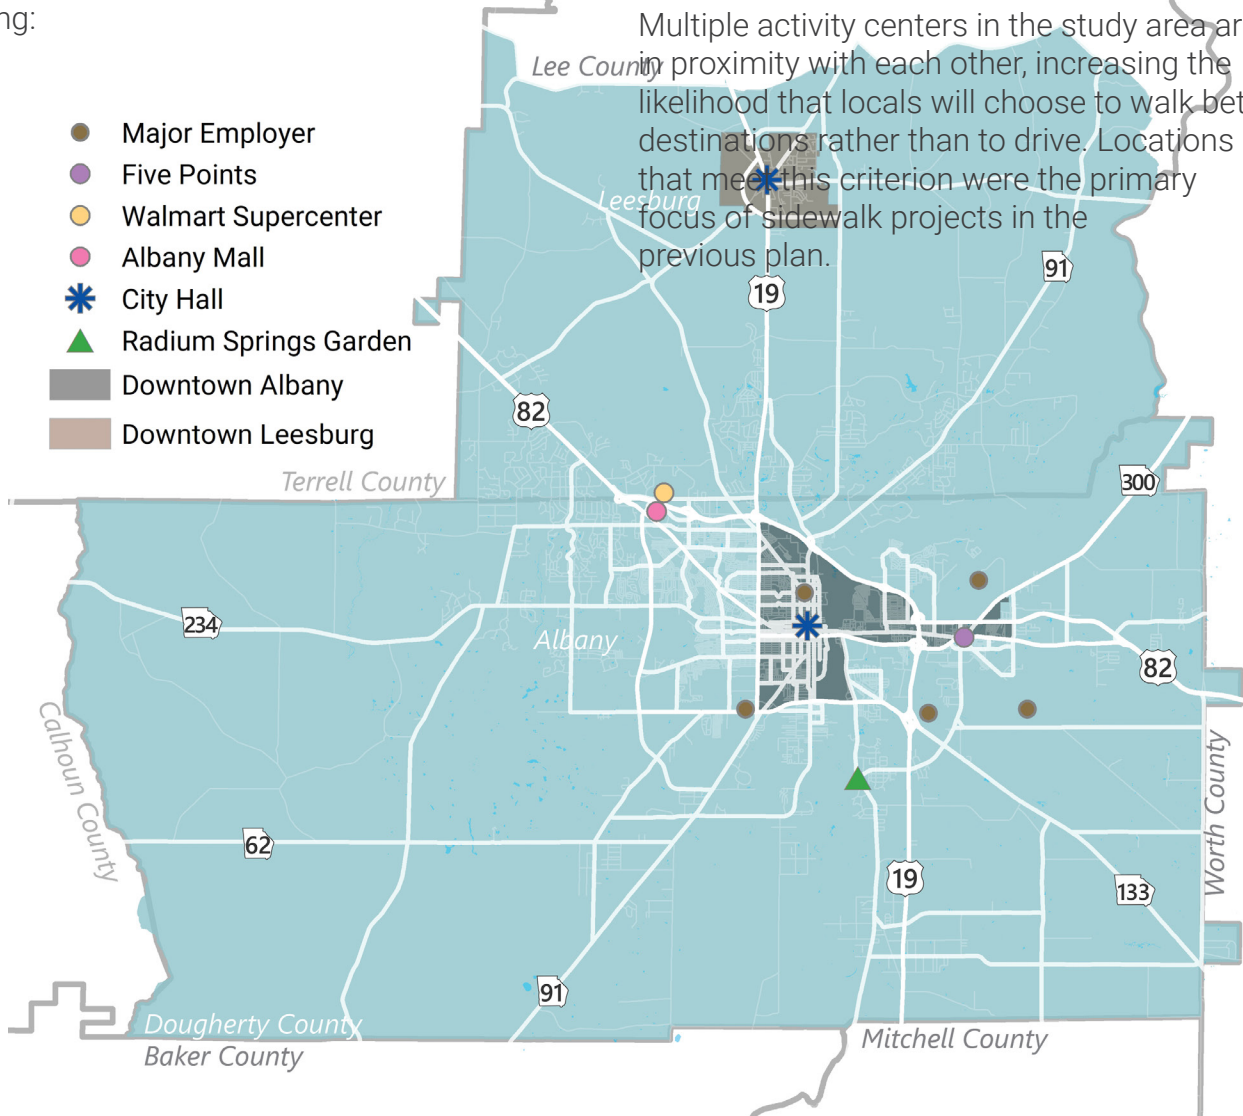 ng:
Multiple activity centers in the study area ar
in proximity with each other, increasing the
likelihood that locals will choose to walk bet
destinations rather than to drive. Locations
that meet this criterion were the primary
focus of sidewalk projects in the
previous plan.
Lee County
Major Employer
Five Points
Walmart Supercenter
Albany Mall
City Hall
Radium Springs Garden
Downtown Albany
Downtown Leesburg
Leesburg
91
19
82
Terrell County
300
234
Albany
82
Calhoun County
Worth County
62
19
133
91
Dougherty County
Baker County
Mitchell County